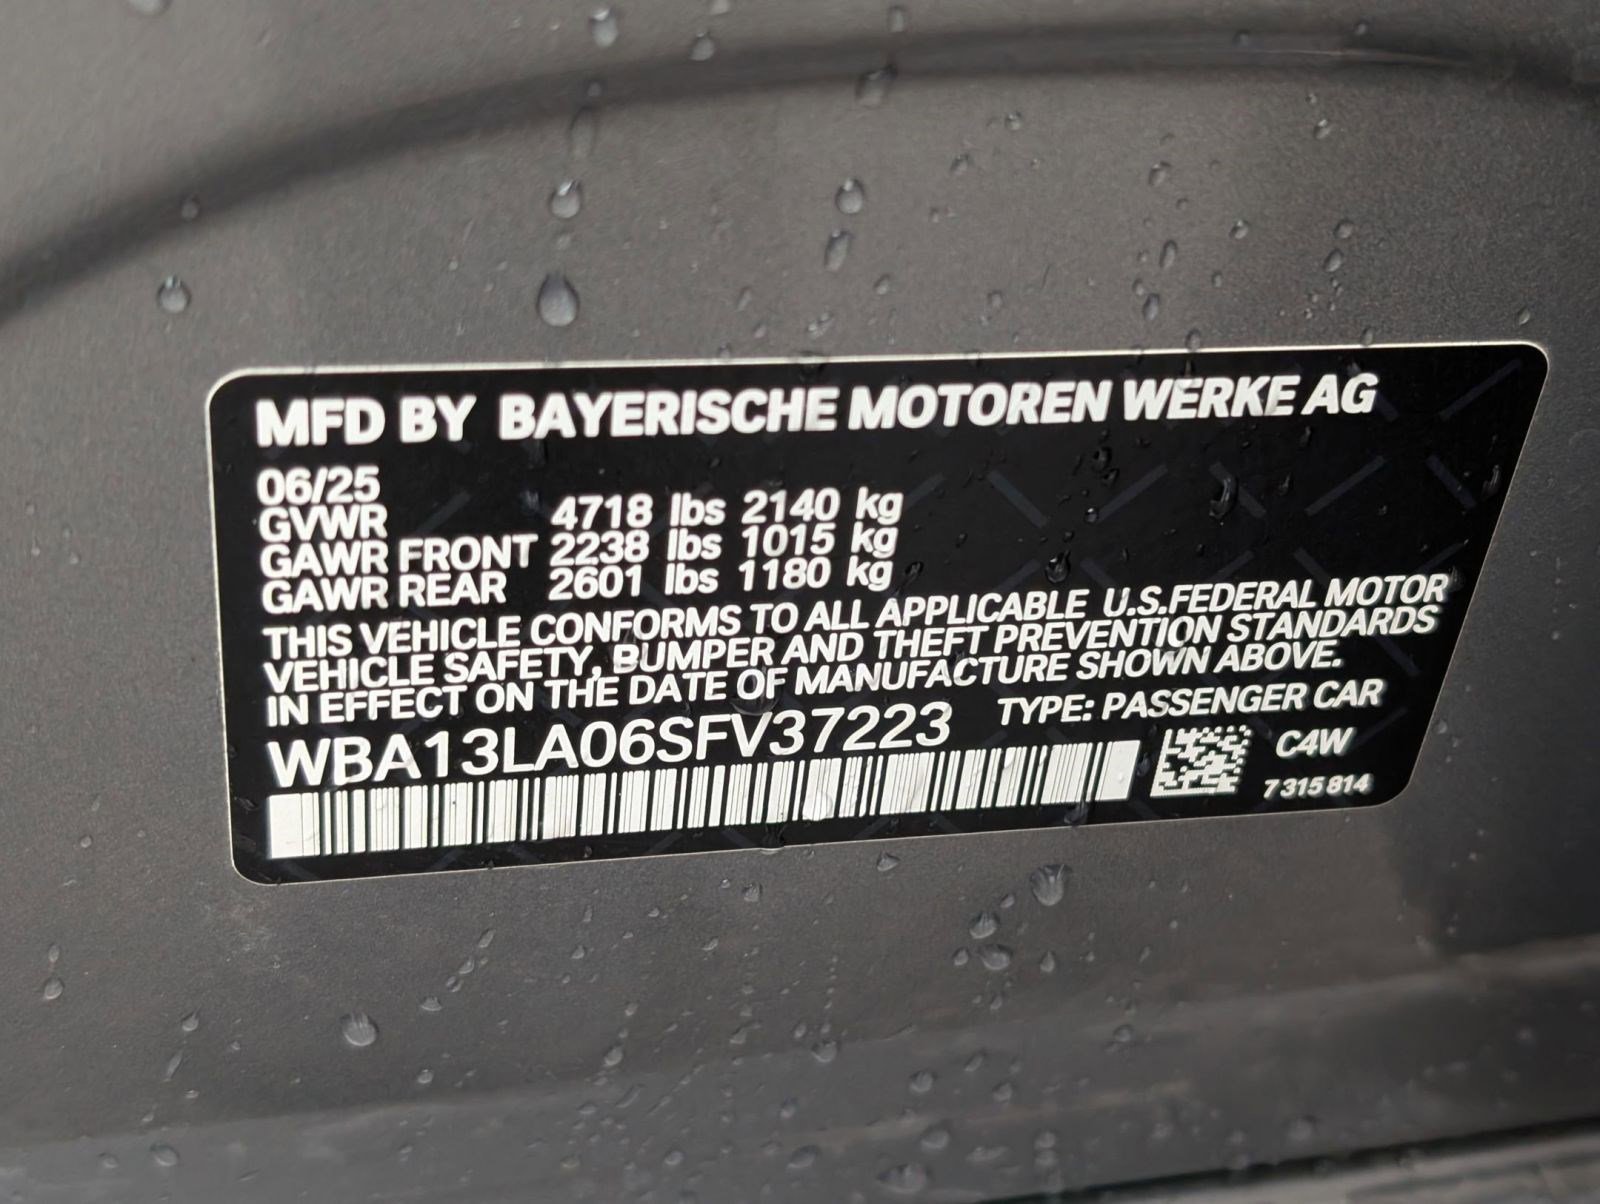 MFD BY BAYERISCHE MOTOREN WERKE AG
06/25
GVWR 4718 lbs 2140 kg
GAWR FRONT 2238 lbs 1015 kg
GAWR REAR 2601 lbs 1180 kg
THIS VEHICLE CONFORMS TO ALL APPLICABLE U.S.FEDERAL MOTOR
VEHICLE SAFETY, BUMPER AND THEFT PREVENTION STANDARDS
IN EFFECT ON THE DATE OF MANUFACTURE SHOWN ABOVE.
WBA13LA06SFV37223 TYPE: PASSENGER CAR
C4W
7 315 814